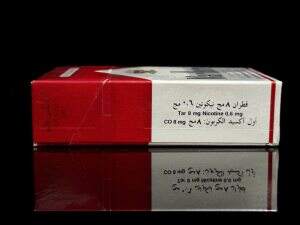 قطران ٨ مج نيكوتين ٠.٦ مج
Tar 8 mg Nicotine 0.6 mg
اول أكسيد الكربون: ٨ مج CO 8 mg